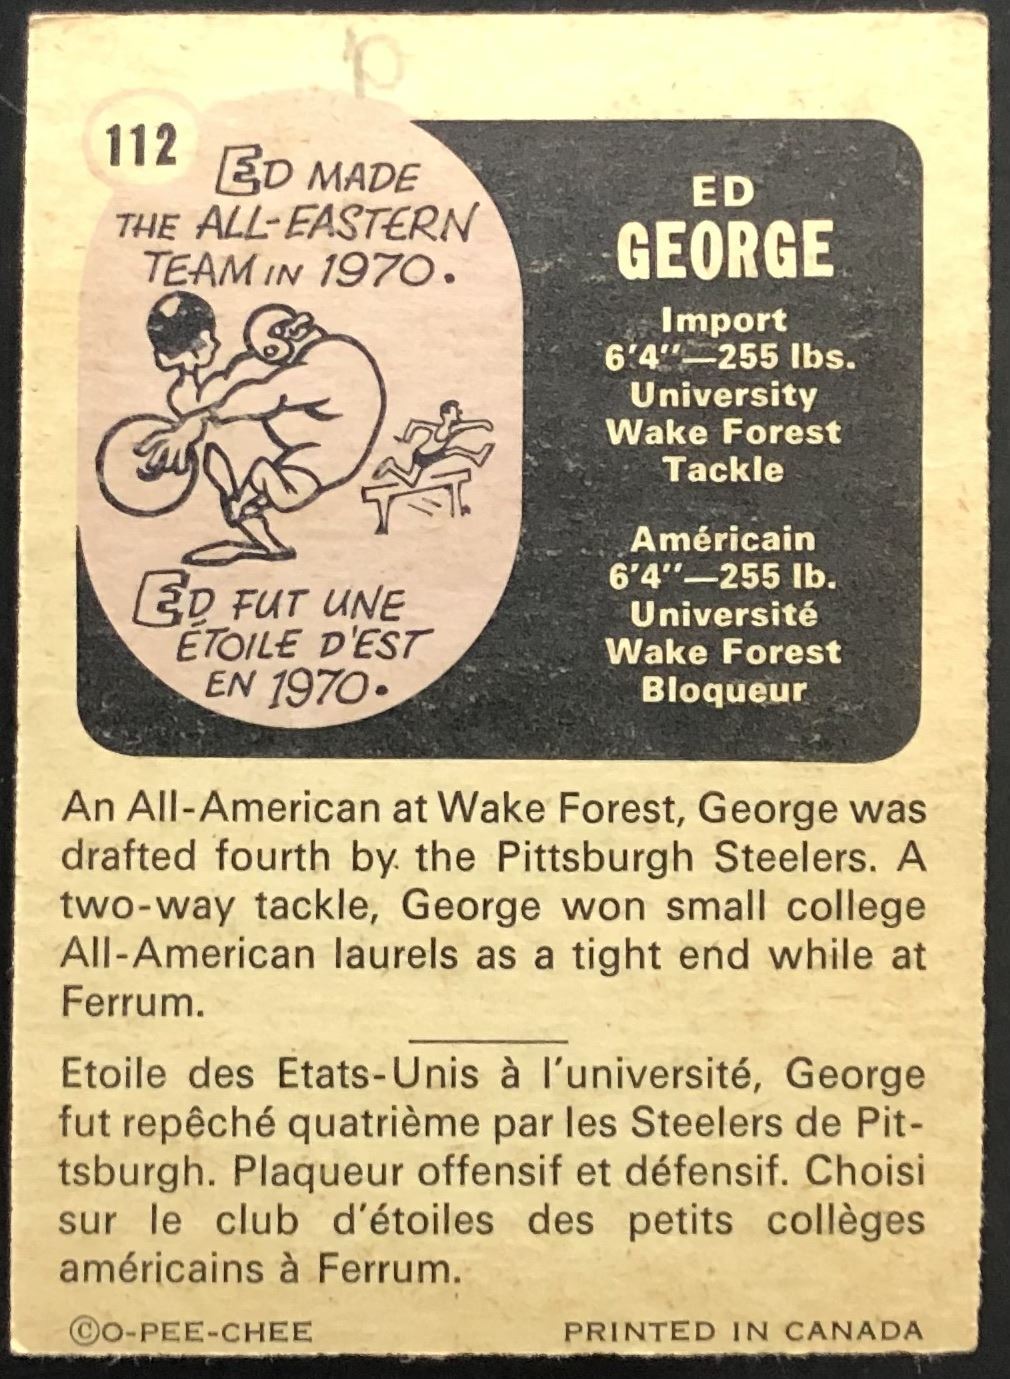 112
ED MADE
THE ALL-EASTERN
TEAM IN 1970.
ED FUT UNE
ÉTOILE D'EST
EN 1970.
ED
GEORGE
Import
6'4"—255 lbs.
University
Wake Forest
Tackle
Américain
6'4"—255 lb.
Université
Wake Forest
Bloqueur
An All-American at Wake Forest, George was
drafted fourth by the Pittsburgh Steelers. A
two-way tackle, George won small college
All-American laurels as a tight end while at
Ferrum.
Etoile des Etats-Unis à l'université, George
fut repêché quatrième par les Steelers de Pit-
tsburgh. Plaqueur offensif et défensif. Choisi
sur le club d'étoiles des petits collèges
américains à Ferrum.
©O-PEE-CHEE
PRINTED IN CANADA